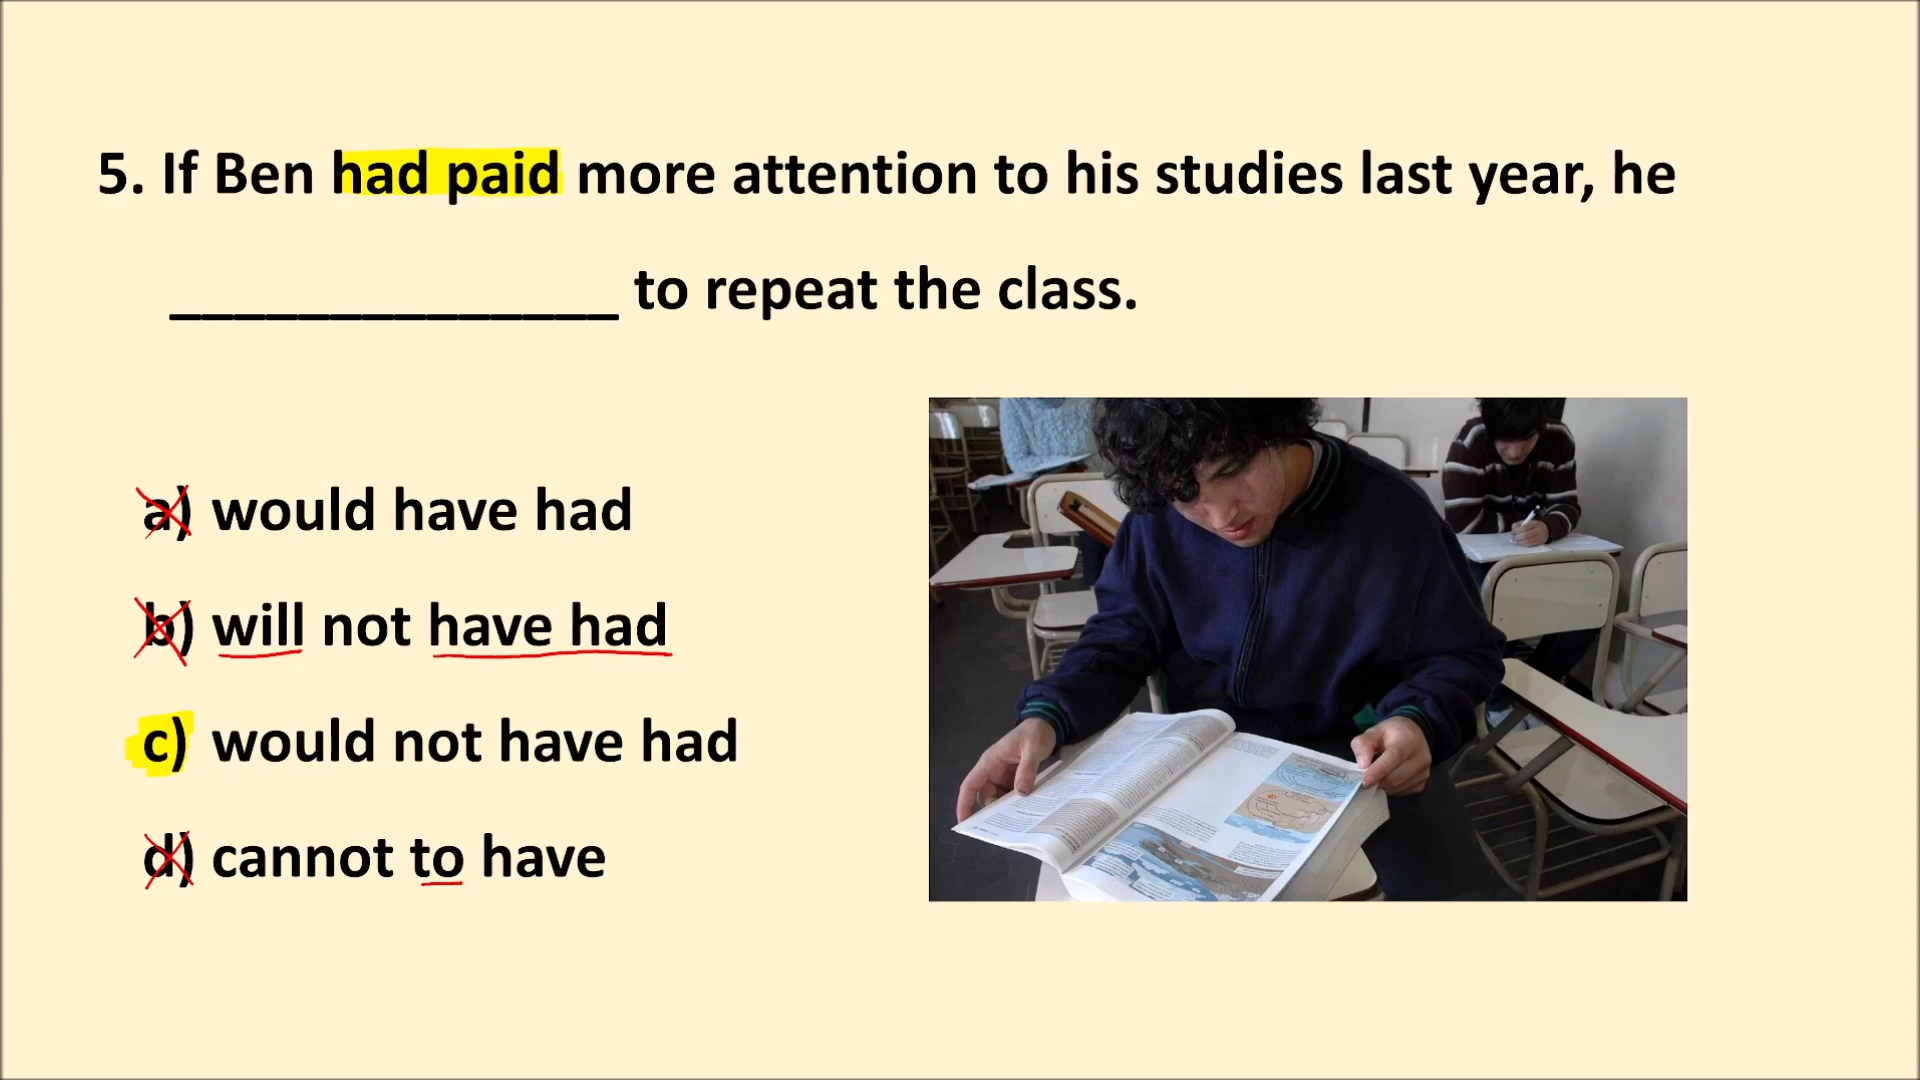 5. If Ben had paid more attention to his studies last year, he
_______________ to repeat the class.
a) would have had
b) will not have had
c) would not have had
d) cannot to have